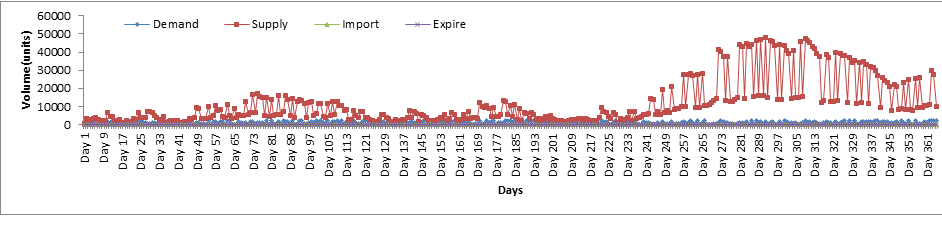 Demand Supply Import Expire
60000
50000
40000
30000
20000
10000
0
Volume(units)
Day 1 Day 9 Day 17 Day 25 Day 33 Day 41 Day 49 Day 57 Day 65 Day 73 Day 81 Day 89 Day 97 Day 105 Day 113 Day 121 Day 129 Day 137 Day 145 Day 153 Day 161 Day 169 Day 177 Day 185 Day 193 Day 201 Day 209 Day 217 Day 225 Day 233 Day 241 Day 249 Day 257 Day 265 Day 273 Day 281 Day 289 Day 297 Day 305 Day 313 Day 321 Day 329 Day 337 Day 345 Day 353 Day 361
Days